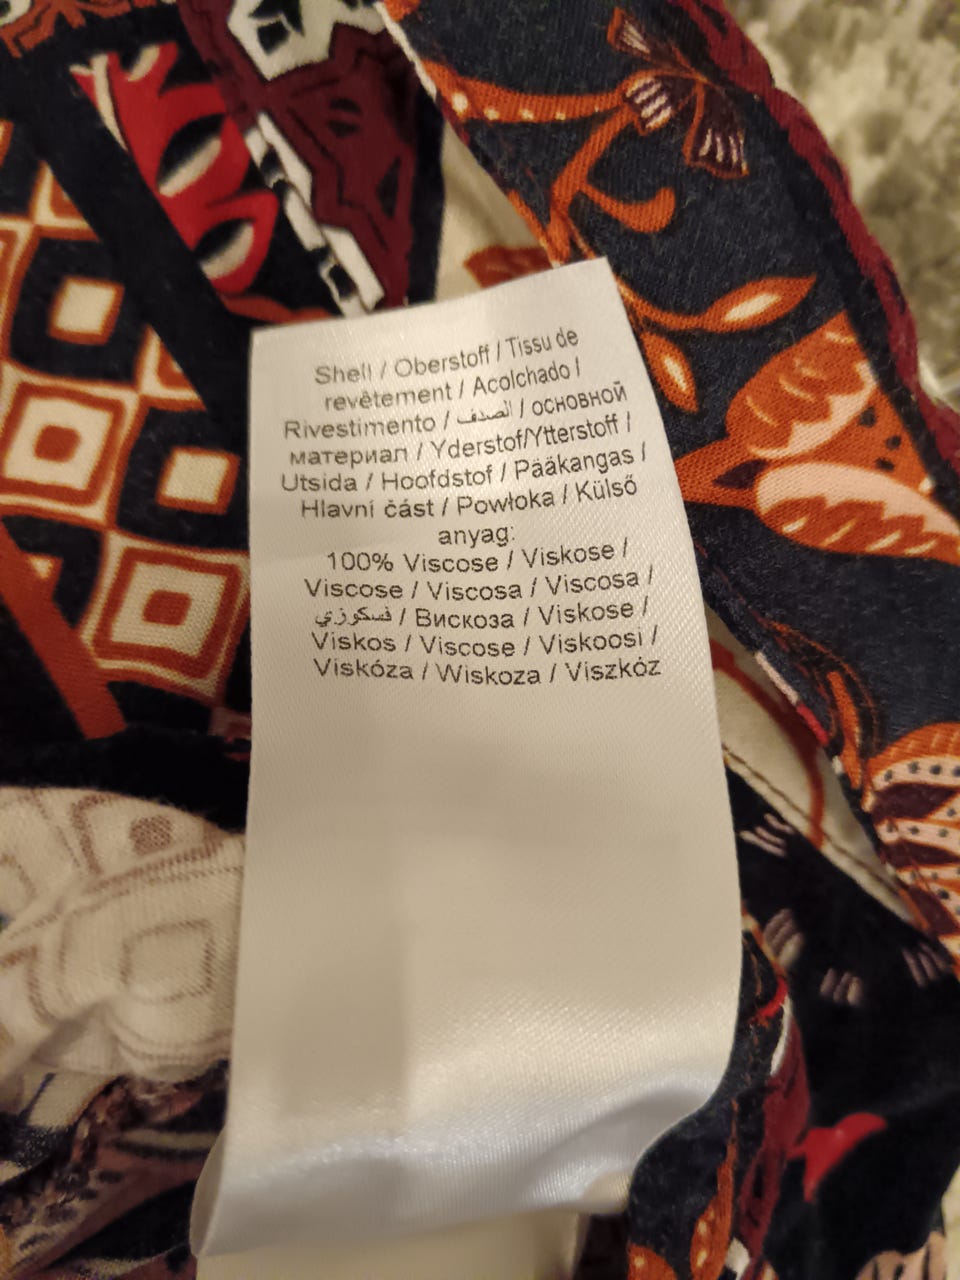 Shell / Oberstoff / Tissu de
revêtement / Acolchado /
Rivestimento / الصدف / основной
материал / Yderstof/Ytterstoff /
Utsida / Hoofdstof / Pääkangas /
Hlavní část / Powłoka / Külső
anyag:
100% Viscose / Viskose /
Viscose / Viscosa / Viscosa /
فسكوزي / Вискоза / Viskose /
Viskos / Viscose / Viskoosi /
Viskóza / Wiskoza / Viszkóz